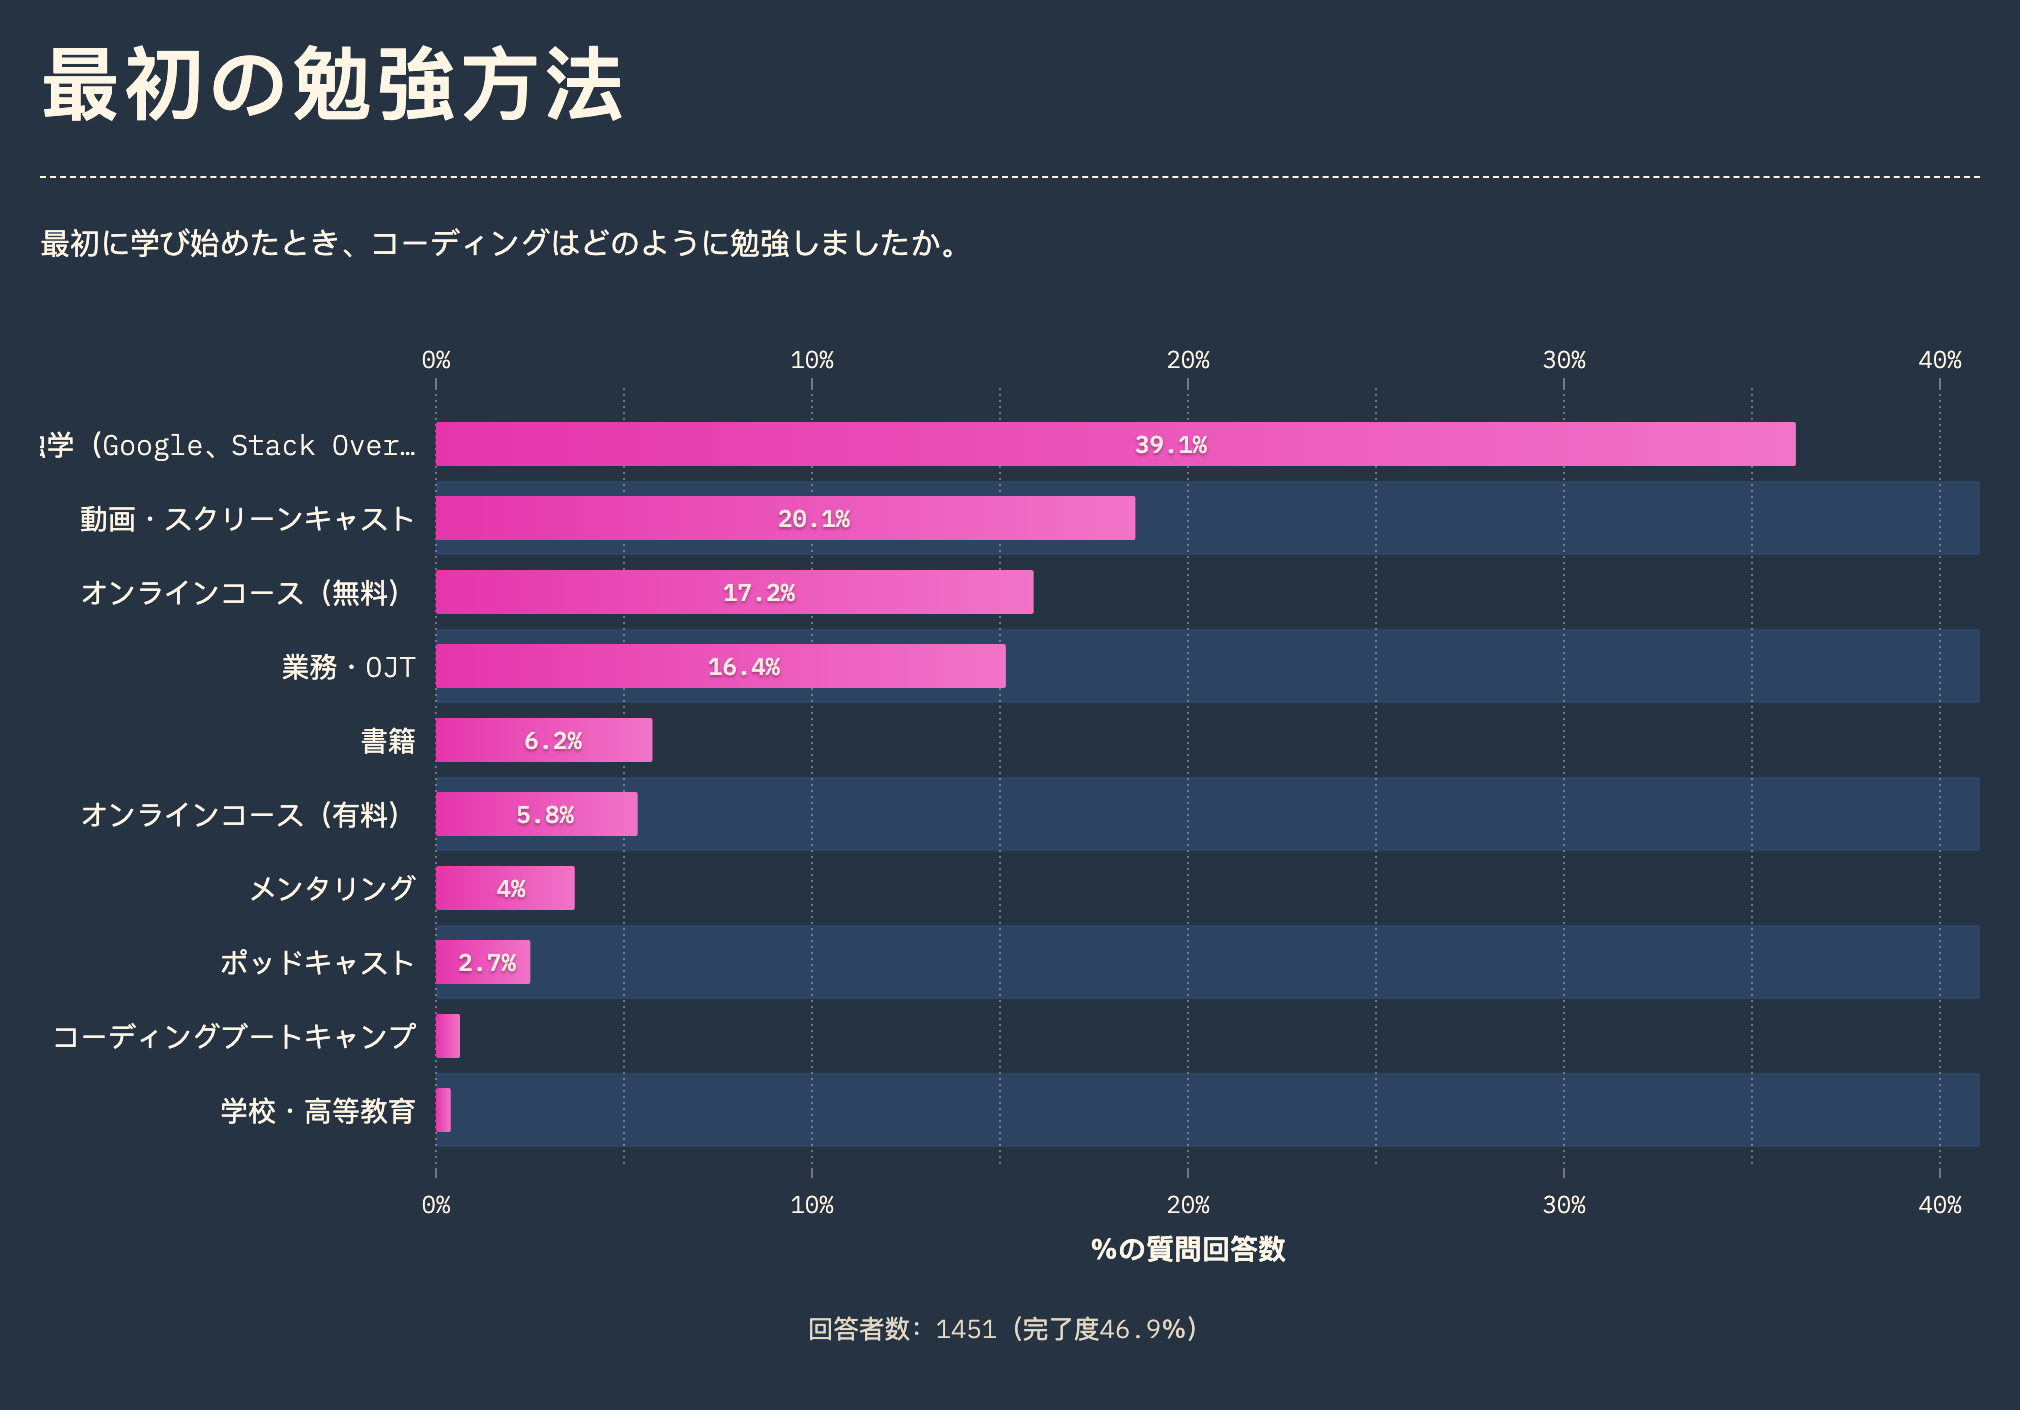 最初の勉強方法
最初に学び始めたとき、コーディングはどのように勉強しましたか。
0% 10% 20% 30% 40%
学（Google、Stack Over… 39.1%
動画・スクリーンキャスト 20.1%
オンラインコース（無料） 17.2%
業務・OJT 16.4%
書籍 6.2%
オンラインコース（有料） 5.8%
メンタリング 4%
ポッドキャスト 2.7%
コーディングブートキャンプ
学校・高等教育
0% 10% 20% 30% 40%
%の質問回答数
回答者数: 1451（完了度46.9%）